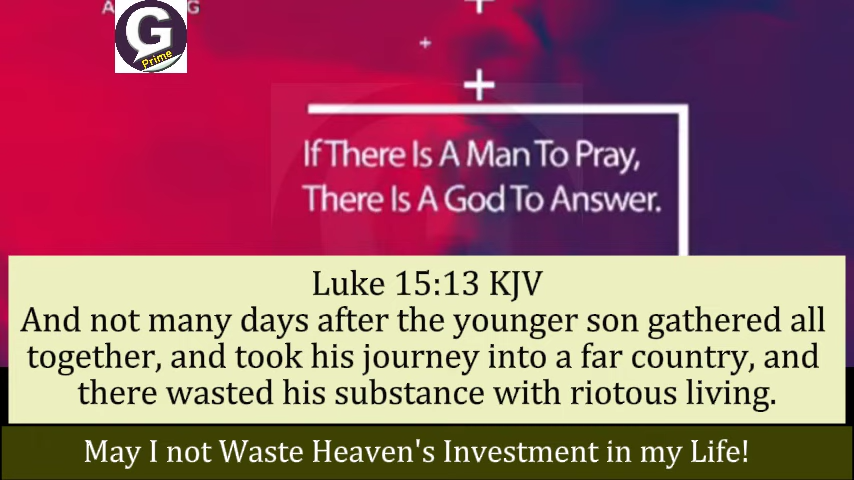 G
Prime
If There Is A Man To Pray,
There Is A God To Answer.
Luke 15:13 KJV
And not many days after the younger son gathered all
together, and took his journey into a far country, and
there wasted his substance with riotous living.
May I not Waste Heaven's Investment in my Life!